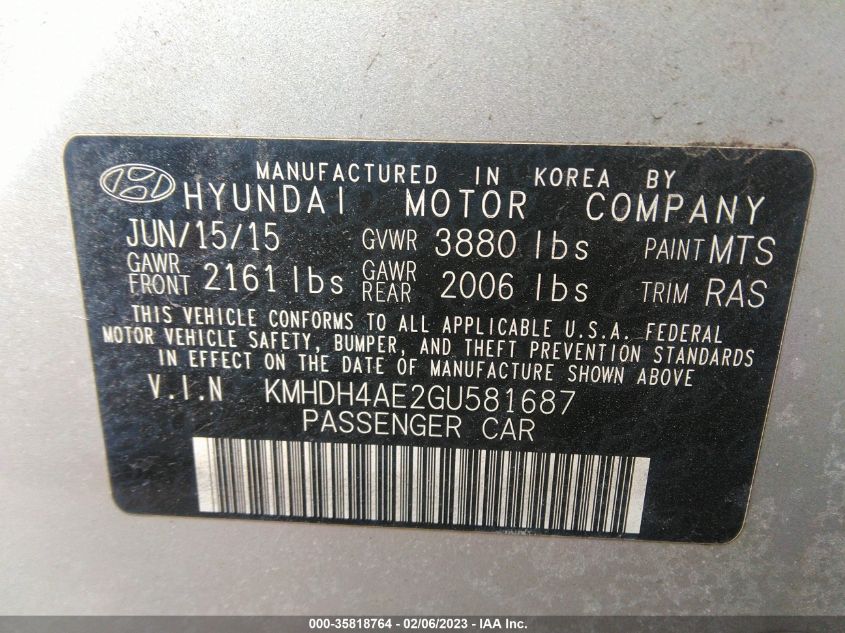 MANUFACTURED IN KOREA BY
HYUNDAI MOTOR COMPANY
JUN/15/15 GVWR 3880 lbs PAINT MTS
GAWR FRONT 2161 lbs GAWR REAR 2006 lbs TRIM RAS
THIS VEHICLE CONFORMS TO ALL APPLICABLE U.S.A. FEDERAL
MOTOR VEHICLE SAFETY, BUMPER, AND THEFT PREVENTION STANDARDS
IN EFFECT ON THE DATE OF MANUFACTURE SHOWN ABOVE
V.I.N KMHDH4AE2GU581687
PASSENGER CAR
000-35818764 - 02/06/2023 - IAA Inc.